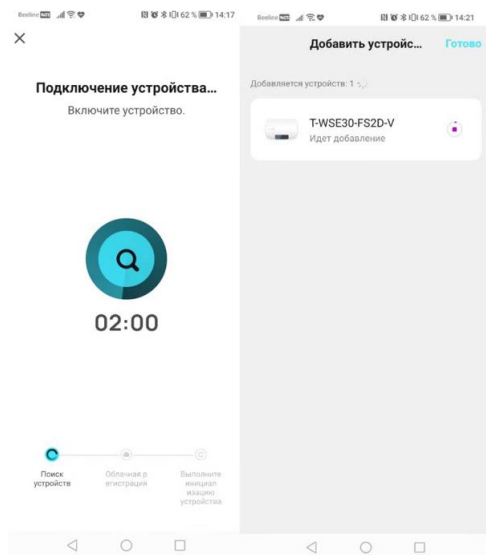 Beeline 62 % 14:17
Подключение устройства...
Включите устройство.
02:00
Поиск
устройств
Облачная р
егистрация
Выполните
инициал
изацию
устройства
Beeline 62 % 14:21
Добавить устройс... Готово
Добавляется устройств: 1
T-WSE30-FS2D-V
Идет добавление